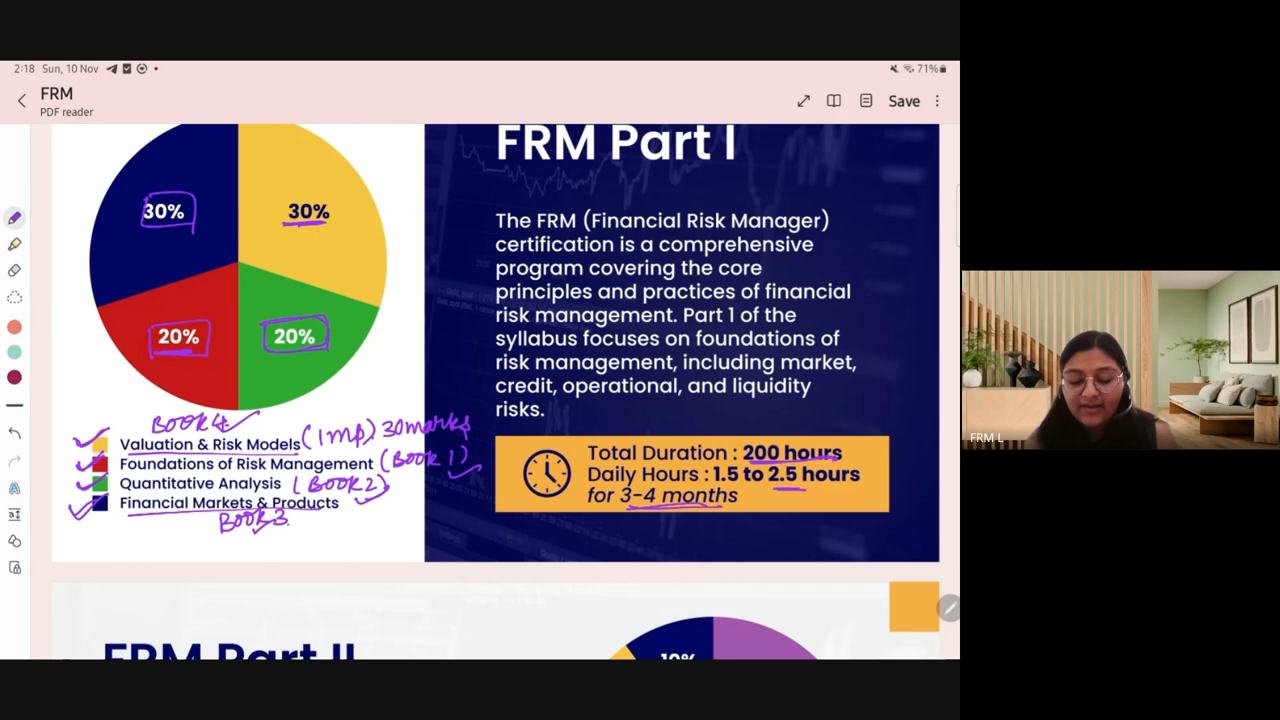 2:18 Sun, 10 Nov
71%
FRM
PDF reader
Save
30%
30%
20%
20%
BOOK 4
Valuation & Risk Models (IMP) 30 marks
Foundations of Risk Management (BOOK 1)
Quantitative Analysis (BOOK 2)
Financial Markets & Products
BOOK 3.
FRM Part I
The FRM (Financial Risk Manager)
certification is a comprehensive
program covering the core
principles and practices of financial
risk management. Part 1 of the
syllabus focuses on foundations of
risk management, including market,
credit, operational, and liquidity
risks.
Total Duration : 200 hours
Daily Hours : 1.5 to 2.5 hours
for 3-4 months
FRM Part II
10%
FRM L